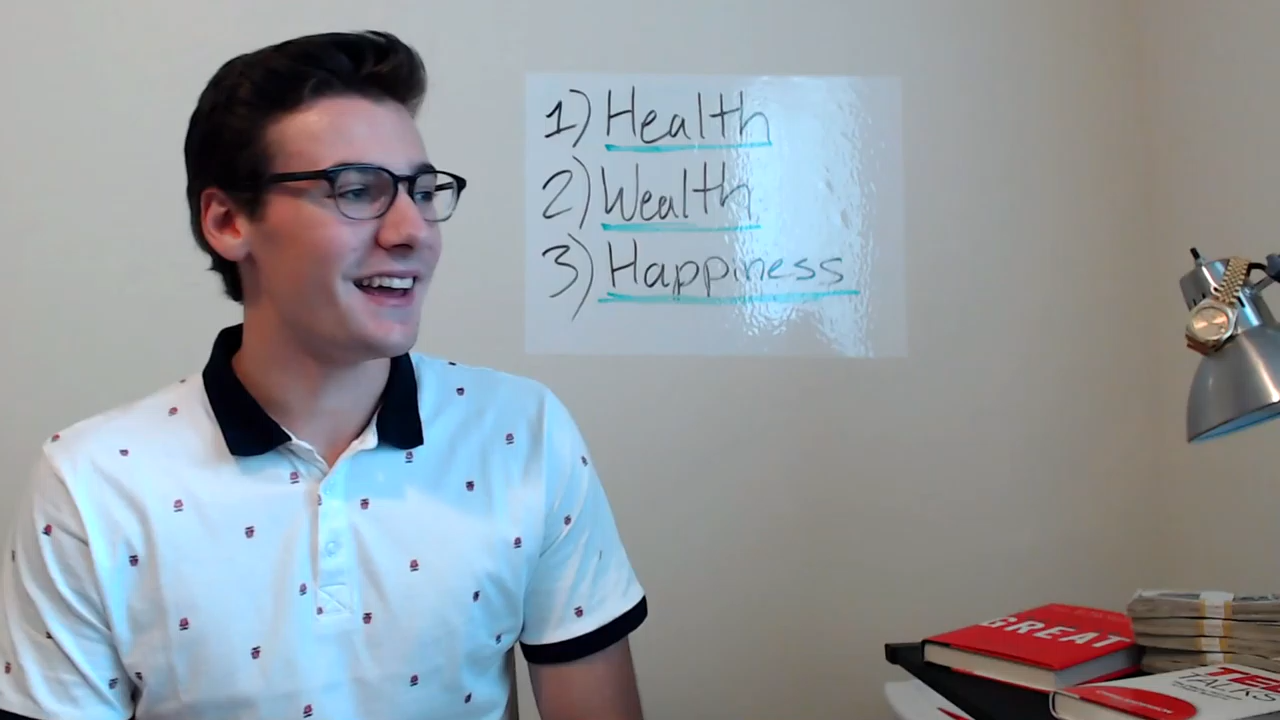 1) Health
2) Wealth
3) Happiness
GREAT
TED
TALKS